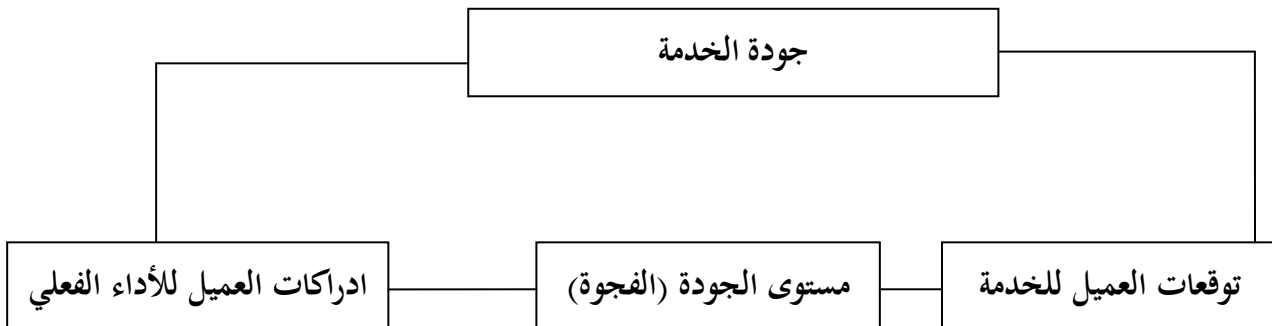 جودة الخدمة
توقعات العميل للخدمة
مستوى الجودة (الفجوة)
ادراكات العميل للأداء الفعلي